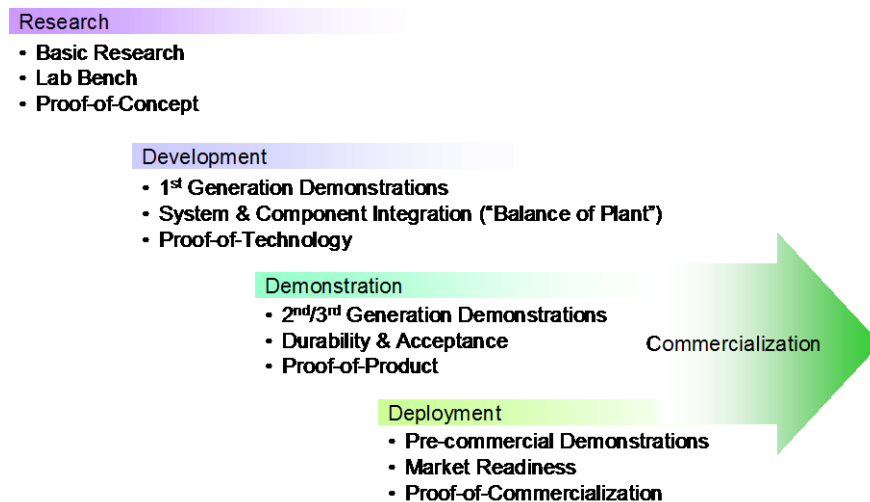 Research
• Basic Research
• Lab Bench
• Proof-of-Concept
Development
• 1st Generation Demonstrations
• System & Component Integration (“Balance of Plant”)
• Proof-of-Technology
Demonstration
• 2nd/3rd Generation Demonstrations
• Durability & Acceptance
• Proof-of-Product
Commercialization
Deployment
• Pre-commercial Demonstrations
• Market Readiness
• Proof-of-Commercialization